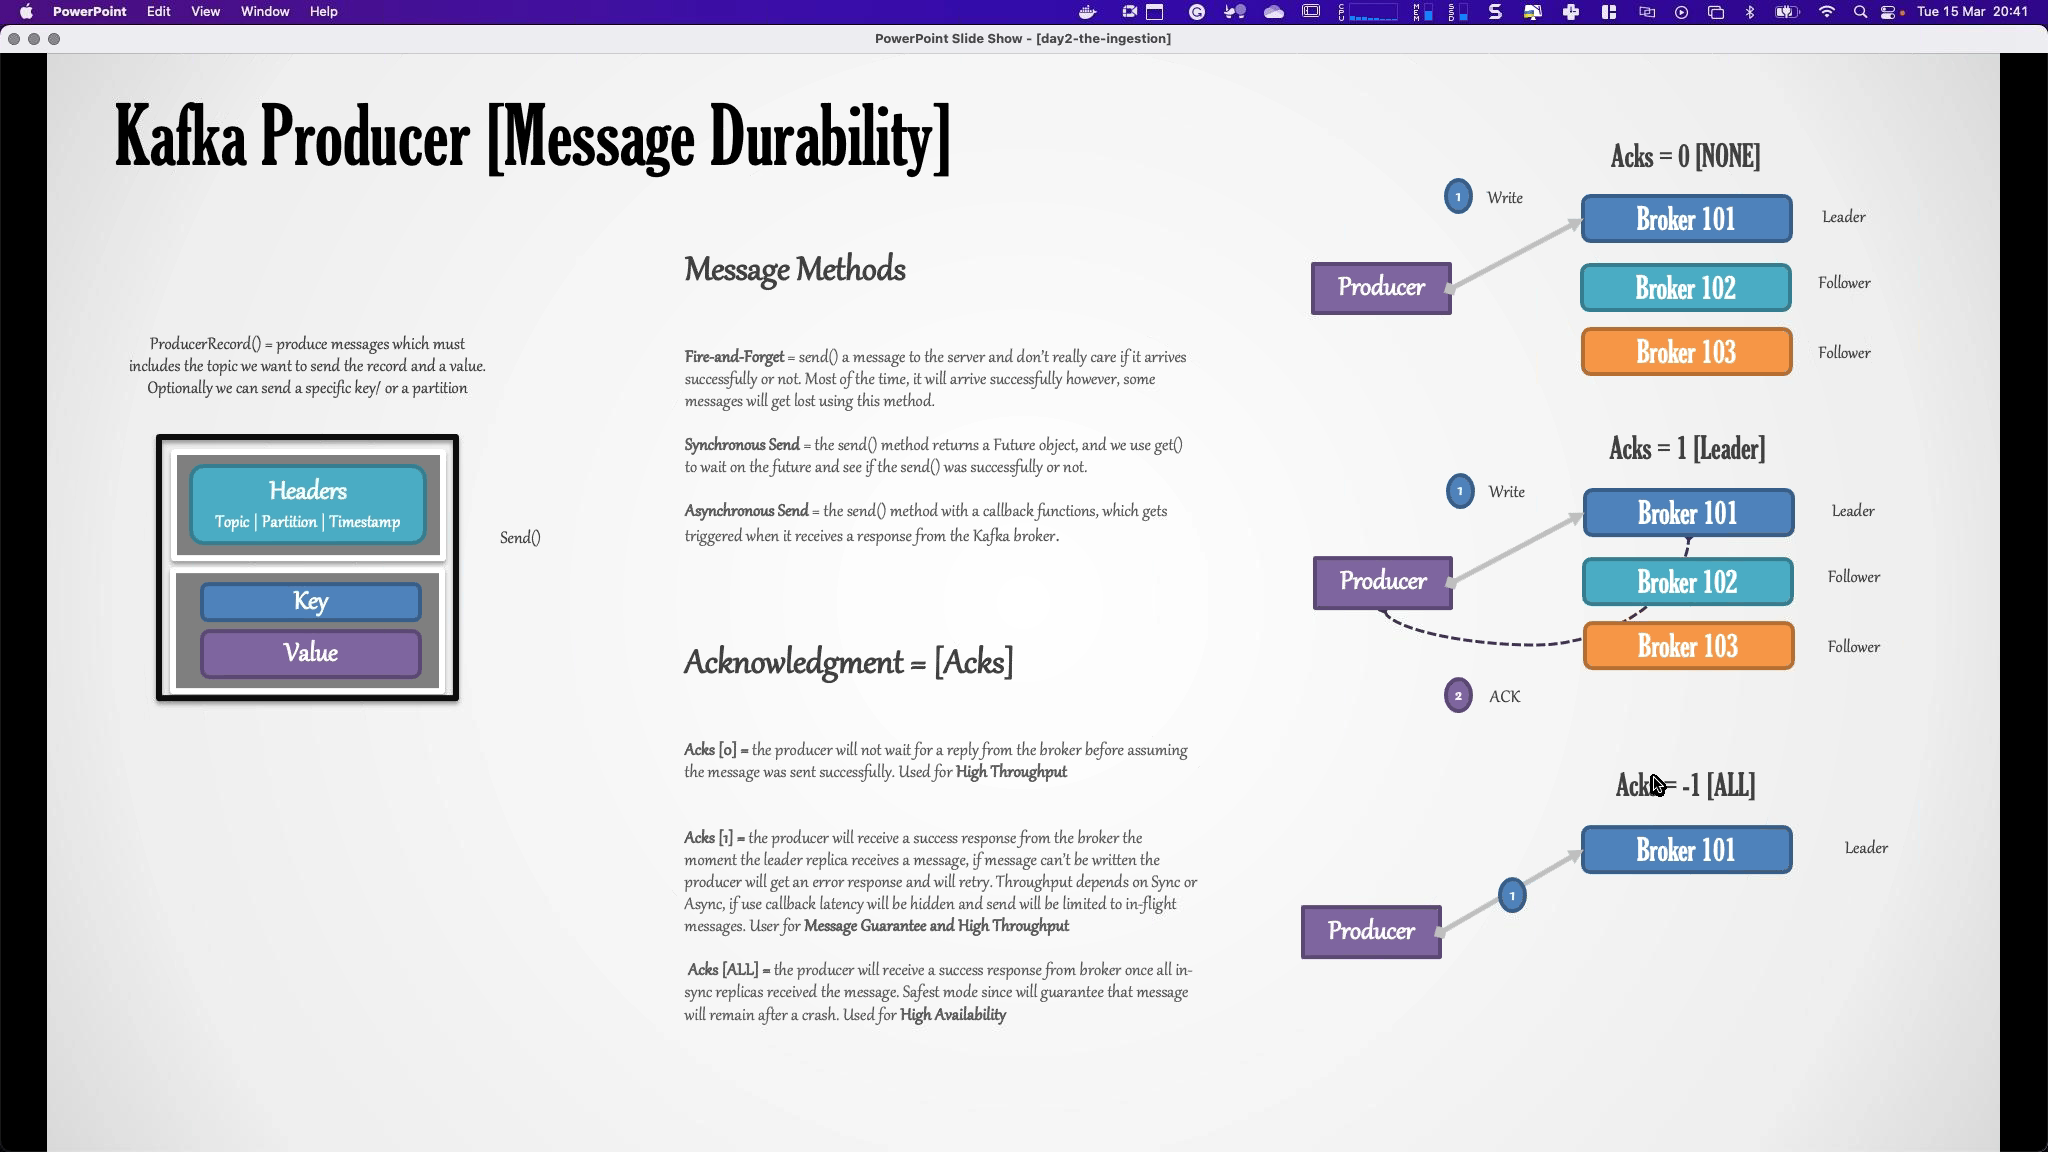 PowerPoint Edit View Window Help
Tue 15 Mar 20:41
PowerPoint Slide Show - [day2-the-ingestion]
Kafka Producer [Message Durability]
ProducerRecord() = produce messages which must
includes the topic we want to send the record and a value.
Optionally we can send a specific key/ or a partition
Headers
Topic | Partition | Timestamp
Key
Value
Send()
Message Methods
Fire-and-Forget = send() a message to the server and don't really care if it arrives
successfully or not. Most of the time, it will arrive successfully however, some
messages will get lost using this method.
Synchronous Send = the send() method returns a Future object, and we use get()
to wait on the future and see if the send() was successfully or not.
Asynchronous Send = the send() method with a callback functions, which gets
triggered when it receives a response from the Kafka broker.
Acknowledgment = [Acks]
Acks [0] = the producer will not wait for a reply from the broker before assuming
the message was sent successfully. Used for High Throughput
Acks [1] = the producer will receive a success response from the broker the
moment the leader replica receives a message, if message can't be written the
producer will get an error response and will retry. Throughput depends on Sync or
Async, if use callback latency will be hidden and send will be limited to in-flight
messages. User for Message Guarantee and High Throughput
Acks [ALL] = the producer will receive a success response from broker once all in-
sync replicas received the message. Safest mode since will guarantee that message
will remain after a crash. Used for High Availability
Acks = 0 [NONE]
1 Write
Broker 101 Leader
Producer
Broker 102 Follower
Broker 103 Follower
Acks = 1 [Leader]
1 Write
Broker 101 Leader
Producer
Broker 102 Follower
Broker 103 Follower
2 ACK
Acks = -1 [ALL]
Broker 101 Leader
1
Producer